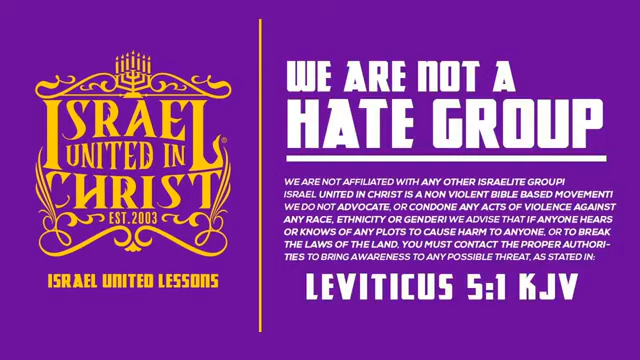 ISRAEL
UNITED IN
CHRIST
EST. 2003
ISRAEL UNITED LESSONS
WE ARE NOT A
HATE GROUP
WE ARE NOT AFFILIATED WITH ANY OTHER ISRAELITE GROUP!
ISRAEL UNITED IN CHRIST IS A NON VIOLENT BIBLE BASED MOVEMENT!
WE DO NOT ADVOCATE, OR CONDONE ANY ACTS OF VIOLENCE AGAINST
ANY RACE, ETHNICITY OR GENDER! WE ADVISE THAT IF ANYONE HEARS
OR KNOWS OF ANY PLOTS TO CAUSE HARM TO ANYONE, OR TO BREAK
THE LAWS OF THE LAND, YOU MUST CONTACT THE PROPER AUTHORI-
TIES TO BRING AWARENESS TO ANY POSSIBLE THREAT, AS STATED IN:
LEVITICUS 5:1 KJV